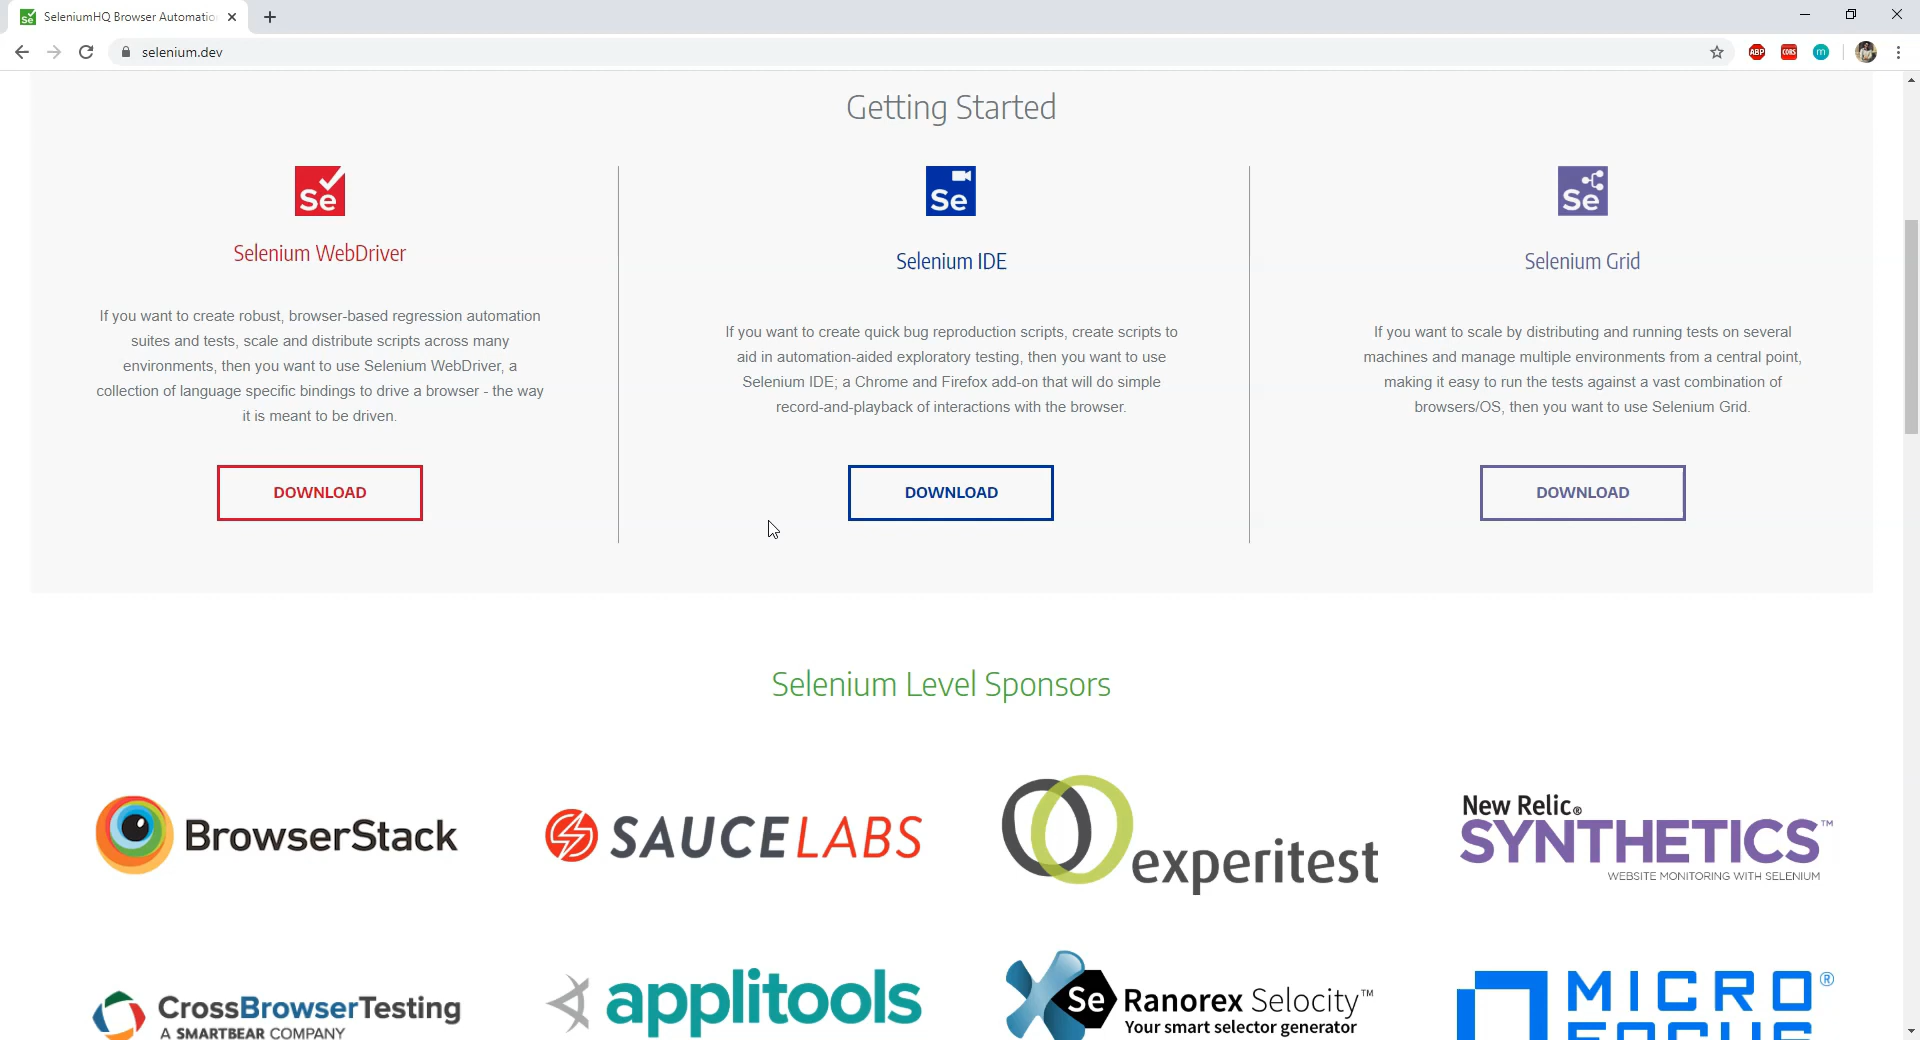 SeleniumHQ Browser Automatio
selenium.dev
ABP
CORS
m
Getting Started
Se
Se
Se
Selenium WebDriver
If you want to create robust, browser-based regression automation
suites and tests, scale and distribute scripts across many
environments, then you want to use Selenium WebDriver, a
collection of language specific bindings to drive a browser - the way
it is meant to be driven.
DOWNLOAD
Selenium IDE
If you want to create quick bug reproduction scripts, create scripts to
aid in automation-aided exploratory testing, then you want to use
Selenium IDE; a Chrome and Firefox add-on that will do simple
record-and-playback of interactions with the browser.
DOWNLOAD
Selenium Grid
If you want to scale by distributing and running tests on several
machines and manage multiple environments from a central point,
making it easy to run the tests against a vast combination of
browsers/OS, then you want to use Selenium Grid.
DOWNLOAD
Selenium Level Sponsors
BrowserStack
SAUCELABS
experitest
New Relic®
SYNTHETICS™
WEBSITE MONITORING WITH SELENIUM
CrossBrowserTesting
A SMARTBEAR COMPANY
applitools
Se Ranorex Selocity™
Your smart selector generator
MICRO®
FOCUS